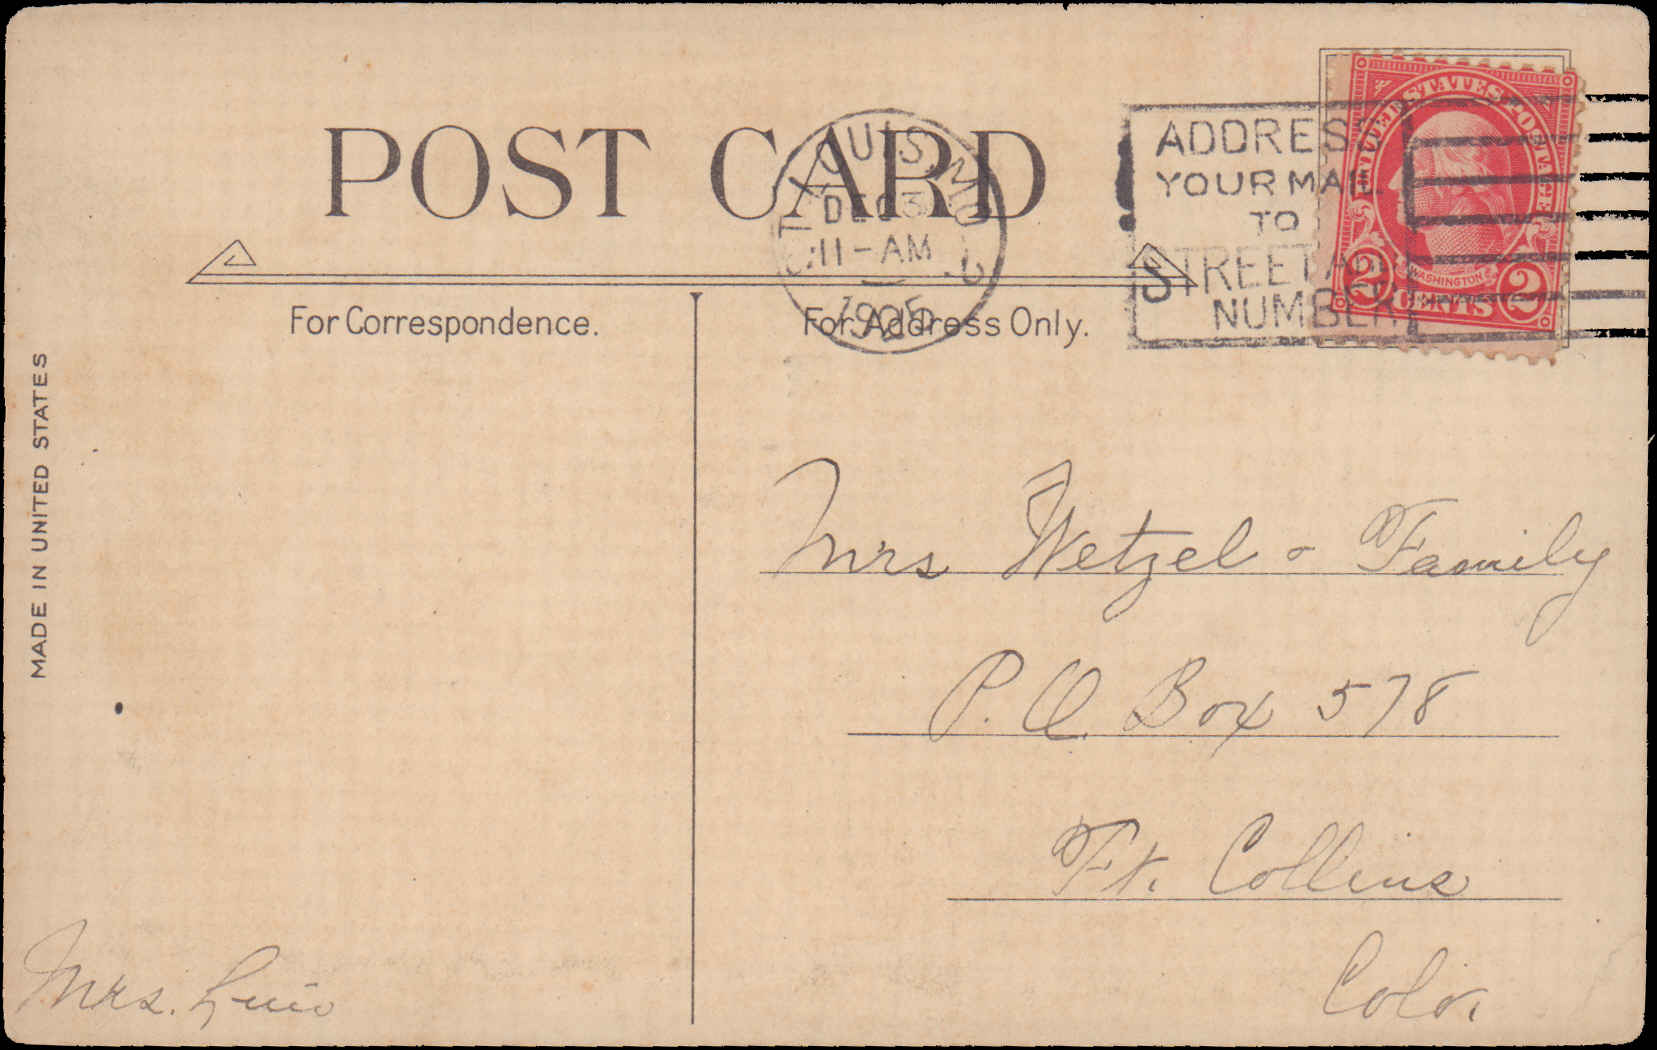 POST CARD
ST. LOUIS, MO.
DEC 3
11-AM
1925
ADDRESS
YOUR MAIL
TO
STREET AND
NUMBER
UNITED STATES POSTAGE
WASHINGTON
2 CENTS 2
For Correspondence.
For Address Only.
MADE IN UNITED STATES
Mrs Wetzel & Family
P.O. Box 578
Ft. Collins
Colo.
Mrs.